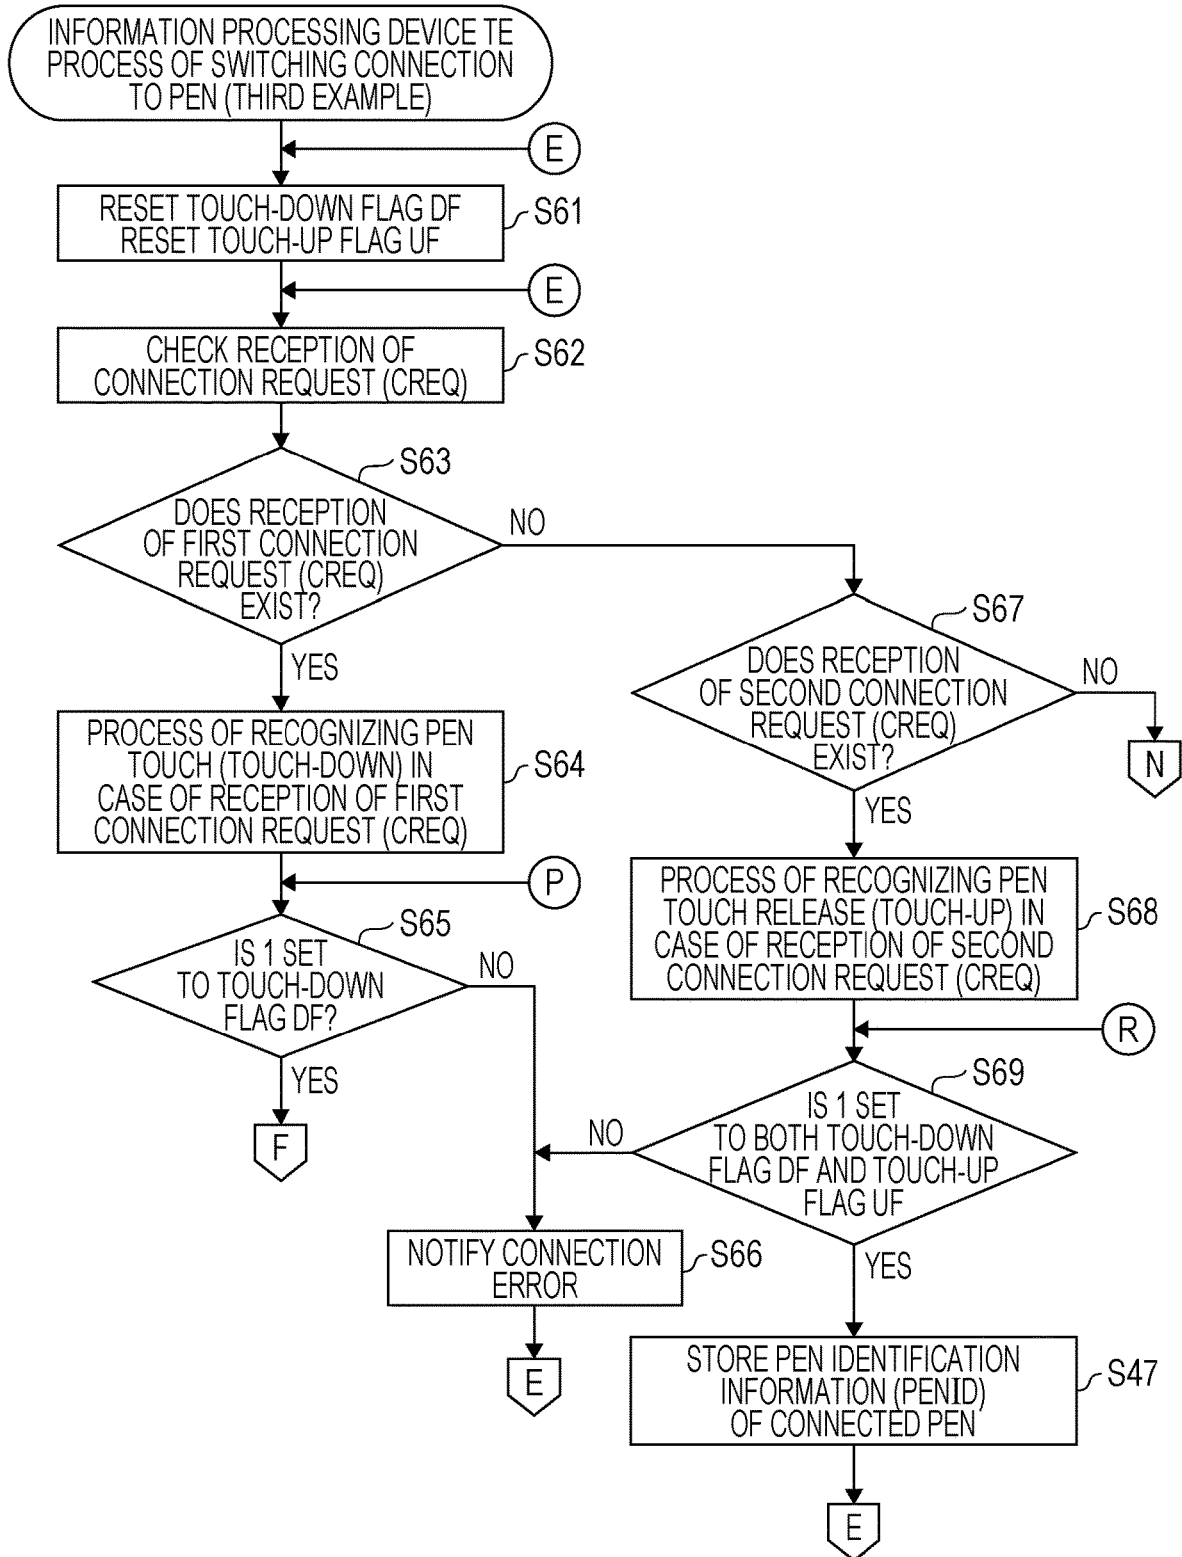 INFORMATION PROCESSING DEVICE TE
PROCESS OF SWITCHING CONNECTION
TO PEN (THIRD EXAMPLE)
E
RESET TOUCH-DOWN FLAG DF
RESET TOUCH-UP FLAG UF
S61
E
CHECK RECEPTION OF
CONNECTION REQUEST (CREQ)
S62
S63
DOES RECEPTION
OF FIRST CONNECTION
REQUEST (CREQ)
EXIST?
NO
YES
S67
DOES RECEPTION
OF SECOND CONNECTION
REQUEST (CREQ)
EXIST?
NO
N
YES
PROCESS OF RECOGNIZING PEN
TOUCH (TOUCH-DOWN) IN
CASE OF RECEPTION OF FIRST
CONNECTION REQUEST (CREQ)
S64
P
S65
IS 1 SET
TO TOUCH-DOWN
FLAG DF?
NO
YES
F
PROCESS OF RECOGNIZING PEN
TOUCH RELEASE (TOUCH-UP) IN
CASE OF RECEPTION OF SECOND
CONNECTION REQUEST (CREQ)
S68
R
S69
IS 1 SET
TO BOTH TOUCH-DOWN
FLAG DF AND TOUCH-UP
FLAG UF
NO
YES
NOTIFY CONNECTION
ERROR
S66
E
STORE PEN IDENTIFICATION
INFORMATION (PENID)
OF CONNECTED PEN
S47
E